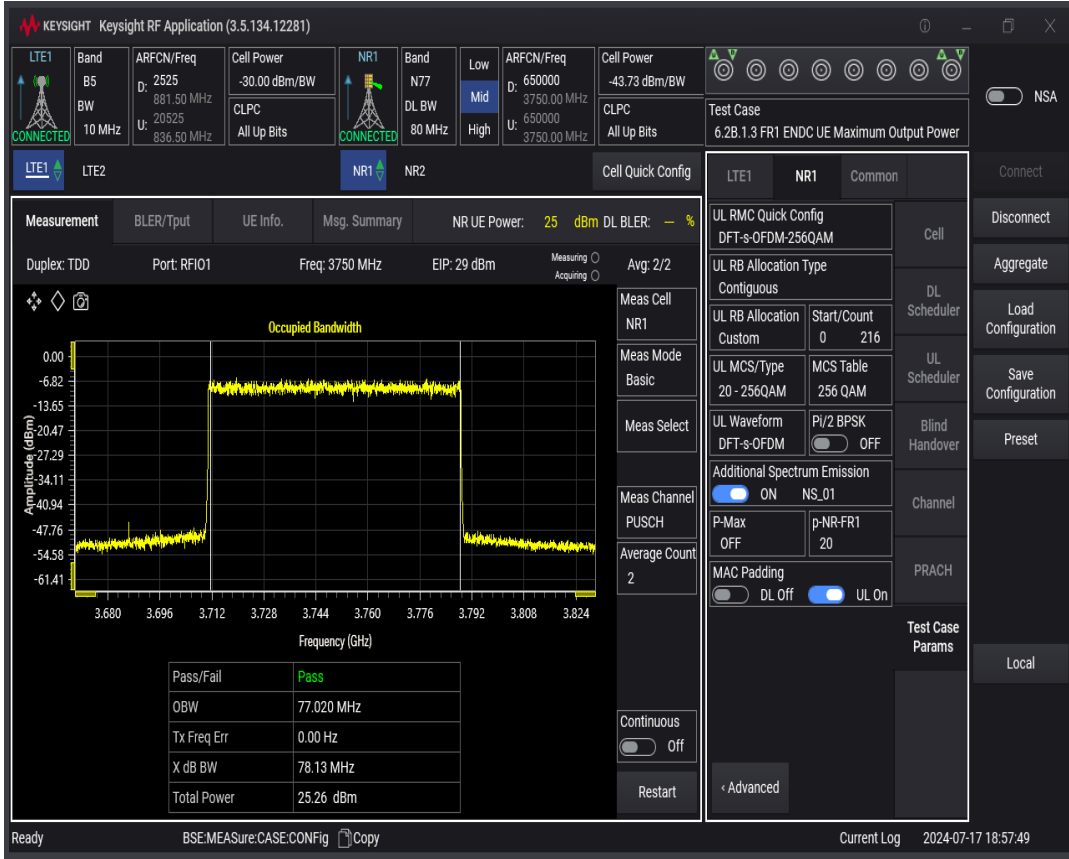 KEYSIGHT Keysight RF Application (3.5.134.12281)
LTE1
CONNECTED
Band
B5
BW
10 MHz
ARFCN/Freq
D: 2525
881.50 MHz
U: 20525
836.50 MHz
Cell Power
-30.00 dBm/BW
CLPC
All Up Bits
NR1
CONNECTED
Band
N77
DL BW
80 MHz
Low
Mid
High
ARFCN/Freq
D: 650000
3750.00 MHz
U: 650000
3750.00 MHz
Cell Power
-43.73 dBm/BW
CLPC
All Up Bits
A V A V
Test Case
6.2B.1.3 FR1 ENDC UE Maximum Output Power
NSA
LTE1 LTE2 NR1 NR2 Cell Quick Config
Measurement BLER/Tput UE Info. Msg. Summary NR UE Power: 25 dBm DL BLER: — %
Duplex: TDD Port: RFIO1 Freq: 3750 MHz EIP: 29 dBm Measuring Acquiring Avg: 2/2
Occupied Bandwidth
Amplitude (dBm)
0.00
-6.82
-13.65
-20.47
-27.29
-34.11
-40.94
-47.76
-54.58
-61.41
3.680 3.696 3.712 3.728 3.744 3.760 3.776 3.792 3.808 3.824
Frequency (GHz)
Pass/Fail Pass
OBW 77.020 MHz
Tx Freq Err 0.00 Hz
X dB BW 78.13 MHz
Total Power 25.26 dBm
Meas Cell
NR1
Meas Mode
Basic
Meas Select
Meas Channel
PUSCH
Average Count
2
Continuous
Off
Restart
LTE1 NR1 Common
UL RMC Quick Config
DFT-s-OFDM-256QAM
UL RB Allocation Type
Contiguous
UL RB Allocation
Custom
Start/Count
0 216
UL MCS/Type
20 - 256QAM
MCS Table
256 QAM
UL Waveform
DFT-s-OFDM
Pi/2 BPSK
OFF
Additional Spectrum Emission
ON NS_01
P-Max
OFF
p-NR-FR1
20
MAC Padding
DL Off UL On
‹ Advanced
Cell
DL
Scheduler
UL
Scheduler
Blind
Handover
Channel
PRACH
Test Case
Params
Connect
Disconnect
Aggregate
Load
Configuration
Save
Configuration
Preset
Local
Ready BSE:MEASure:CASE:CONFig Copy Current Log 2024-07-17 18:57:49